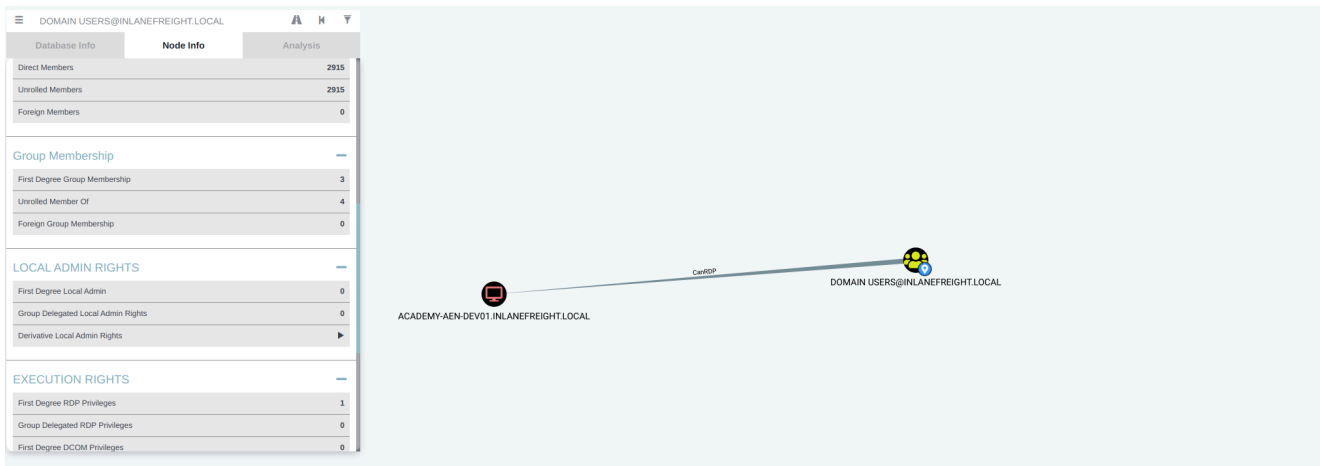 DOMAIN USERS@INLANEFREIGHT.LOCAL
Database Info Node Info Analysis
Direct Members 2915
Unrolled Members 2915
Foreign Members 0
Group Membership
First Degree Group Membership 3
Unrolled Member Of 4
Foreign Group Membership 0
LOCAL ADMIN RIGHTS
First Degree Local Admin 0
Group Delegated Local Admin Rights 0
Derivative Local Admin Rights
EXECUTION RIGHTS
First Degree RDP Privileges 1
Group Delegated RDP Privileges 0
First Degree DCOM Privileges 0
CanRDP
DOMAIN USERS@INLANEFREIGHT.LOCAL
ACADEMY-AEN-DEV01.INLANEFREIGHT.LOCAL